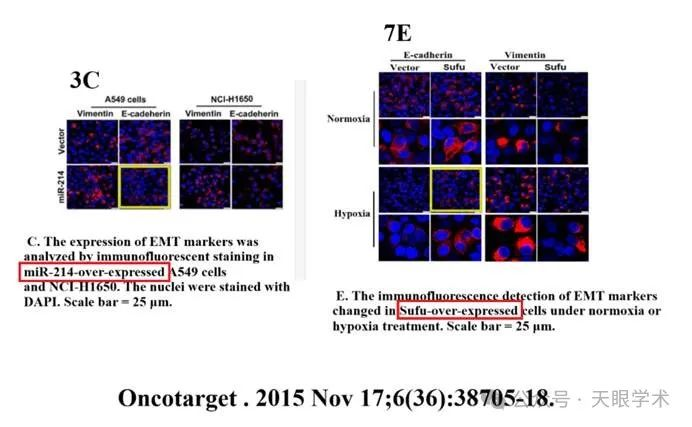 3C
A549 cells
NCI-H1650
Vimentin E-cadeherin
Vimentin E-cadeherin
Vector
miR-214
C. The expression of EMT markers was
analyzed by immunofluorescent staining in
miR-214-over-expressed A549 cells
and NCI-H1650. The nuclei were stained with
DAPI. Scale bar = 25 μm.
7E
E-cadherin
Vimentin
Vector Sufu
Vector Sufu
Normoxia
Hypoxia
E. The immunofluorescence detection of EMT markers
changed in Sufu-over-expressed cells under normoxia or
hypoxia treatment. Scale bar = 25 μm.
Oncotarget . 2015 Nov 17;6(36):38705-18.
公众号 · 天眼学术